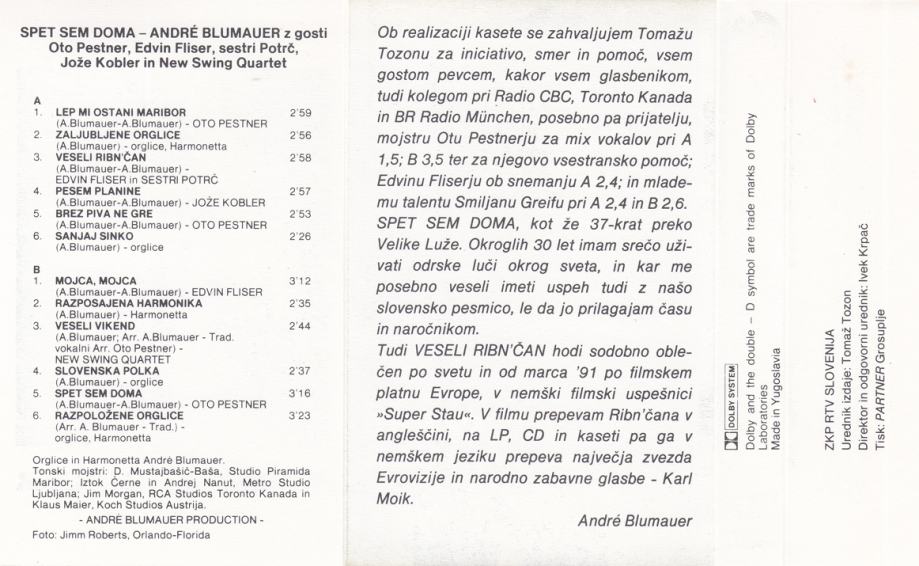 SPET SEM DOMA – ANDRÉ BLUMAUER z gosti
Oto Pestner, Edvin Fliser, sestri Potrč,
Jože Kobler in New Swing Quartet
A
1. LEP MI OSTANI MARIBOR 2'59
(A.Blumauer-A.Blumauer) - OTO PESTNER
2. ZALJUBLJENE ORGLICE 2'56
(A.Blumauer) - orglice, Harmonetta
3. VESELI RIBN'ČAN 2'58
(A.Blumauer-A.Blumauer) -
EDVIN FLISER in SESTRI POTRČ
4. PESEM PLANINE 2'57
(A.Blumauer-A.Blumauer) - JOŽE KOBLER
5. BREZ PIVA NE GRE 2'53
(A.Blumauer-A.Blumauer) - OTO PESTNER
6. SANJAJ SINKO 2'26
(A.Blumauer) - orglice
B
1. MOJCA, MOJCA 3'12
(A.Blumauer-A.Blumauer) - EDVIN FLISER
2. RAZPOSAJENA HARMONIKA 2'35
(A.Blumauer) - Harmonetta
3. VESELI VIKEND 2'44
(A.Blumauer; Arr. A.Blumauer - Trad.
vokalni Arr. Oto Pestner) -
NEW SWING QUARTET
4. SLOVENSKA POLKA 2'37
(A.Blumauer) - orglice
5. SPET SEM DOMA 3'16
(A.Blumauer-A.Blumauer) - OTO PESTNER
6. RAZPOLOŽENE ORGLICE 3'23
(Arr. A. Blumauer - Trad.) -
orglice, Harmonetta
Orglice in Harmonetta André Blumauer.
Tonski mojstri: D. Mustajbašič-Baša, Studio Piramida
Maribor; Iztok Černe in Andrej Nanut, Metro Studio
Ljubljana; Jim Morgan, RCA Studios Toronto Kanada in
Klaus Maier, Koch Studios Austrija.
- ANDRÉ BLUMAUER PRODUCTION -
Foto: Jimm Roberts, Orlando-Florida
Ob realizaciji kasete se zahvaljujem Tomažu
Tozonu za iniciativo, smer in pomoč, vsem
gostom pevcem, kakor vsem glasbenikom,
tudi kolegom pri Radio CBC, Toronto Kanada
in BR Radio München, posebno pa prijatelju,
mojstru Otu Pestnerju za mix vokalov pri A
1,5; B 3,5 ter za njegovo vsestransko pomoč;
Edvinu Fliserju ob snemanju A 2,4; in mlade-
mu talentu Smiljanu Greifu pri A 2,4 in B 2,6.
SPET SEM DOMA, kot že 37-krat preko
Velike Luže. Okroglih 30 let imam srečo uži-
vati odrske luči okrog sveta, in kar me
posebno veseli imeti uspeh tudi z našo
slovensko pesmico, le da jo prilagajam času
in naročnikom.
Tudi VESELI RIBN'ČAN hodi sodobno oble-
čen po svetu in od marca '91 po filmskem
platnu Evrope, v nemški filmski uspešnici
»Super Stau«. V filmu prepevam Ribn'čana v
angleščini, na LP, CD in kaseti pa ga v
nemškem jeziku prepeva največja zvezda
Evrovizije in narodno zabavne glasbe - Karl
Moik.
André Blumauer
DOLBY SYSTEM
Dolby and the double – D symbol are trade marks of Dolby
Laboratories
Made in Yugoslavia
ZKP RTV SLOVENIJA
Urednik izdaje: Tomaž Tozon
Direktor in odgovorni urednik: Ivek Krpač
Tisk: PARTNER Grosuplje